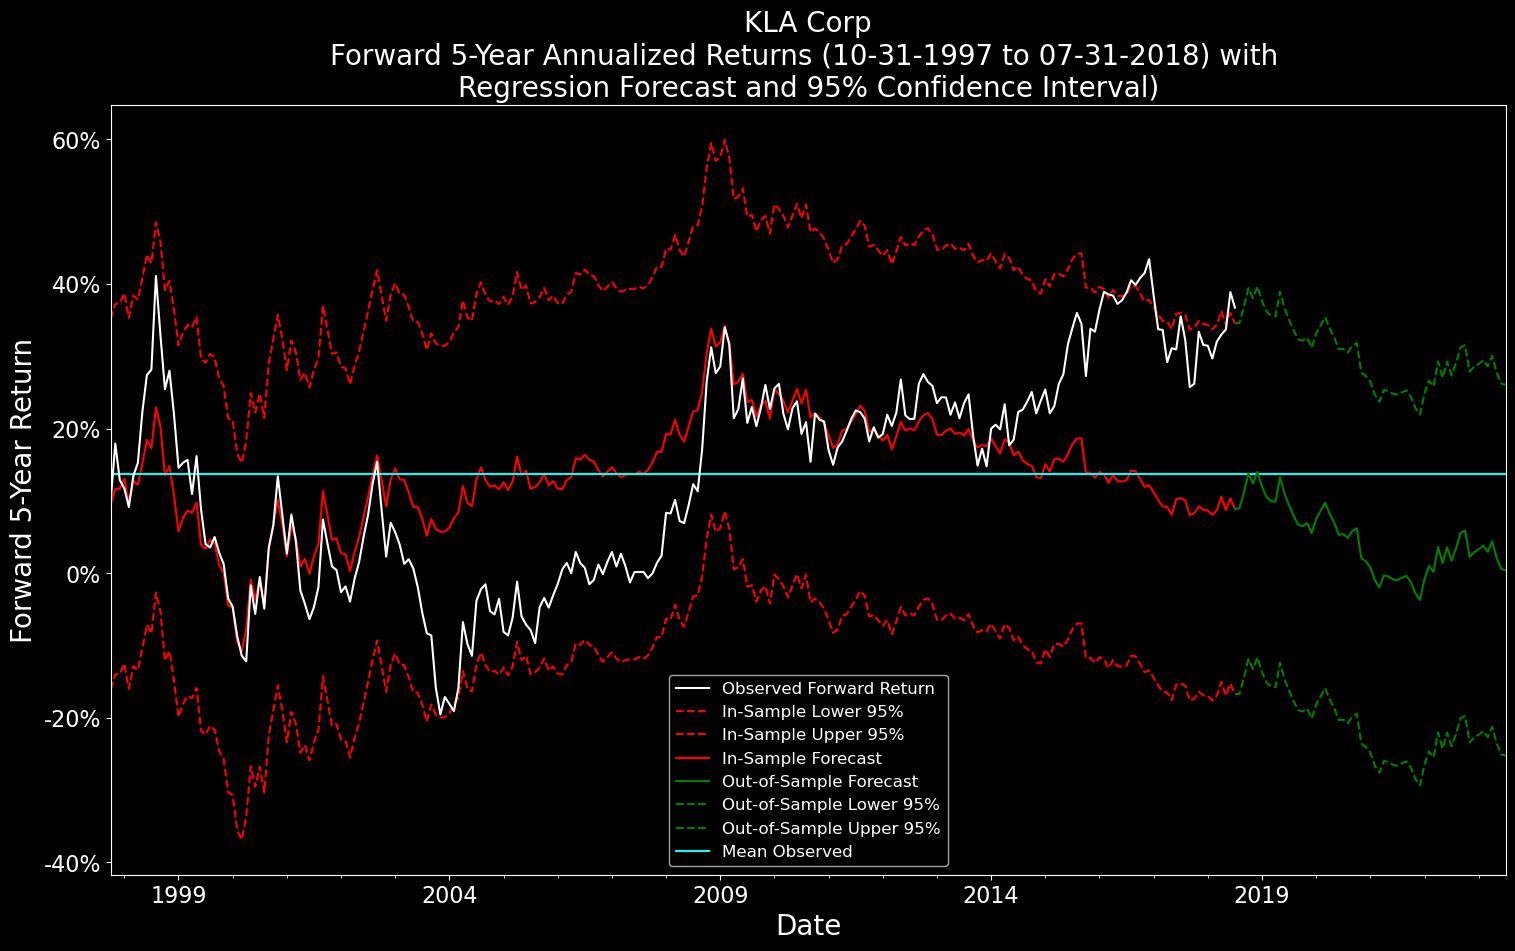 KLA Corp
Forward 5-Year Annualized Returns (10-31-1997 to 07-31-2018) with
Regression Forecast and 95% Confidence Interval)
Forward 5-Year Return
60%
40%
20%
0%
-20%
-40%
Observed Forward Return
In-Sample Lower 95%
In-Sample Upper 95%
In-Sample Forecast
Out-of-Sample Forecast
Out-of-Sample Lower 95%
Out-of-Sample Upper 95%
Mean Observed
1999 2004 2009 2014 2019
Date